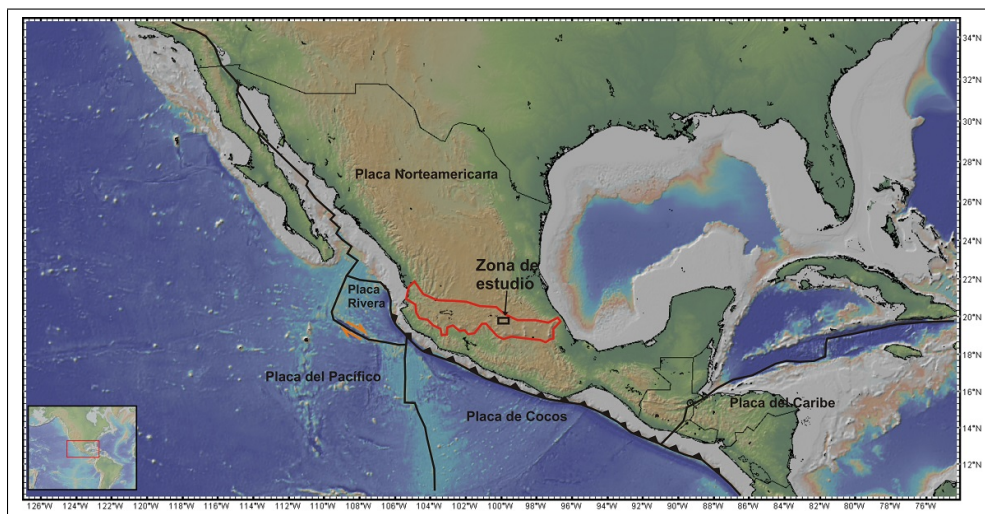 34°N
32°N
30°N
28°N
26°N
24°N
22°N
20°N
18°N
16°N
14°N
12°N
Placa Norteamericana
Zona de
estudio
Placa
Rivera
Placa del Pacífico
Placa de Cocos
Placa del Caribe
126°W 124°W 122°W 120°W 118°W 116°W 114°W 112°W 110°W 108°W 106°W 104°W 102°W 100°W 98°W 96°W 94°W 92°W 90°W 88°W 86°W 84°W 82°W 80°W 78°W 76°W